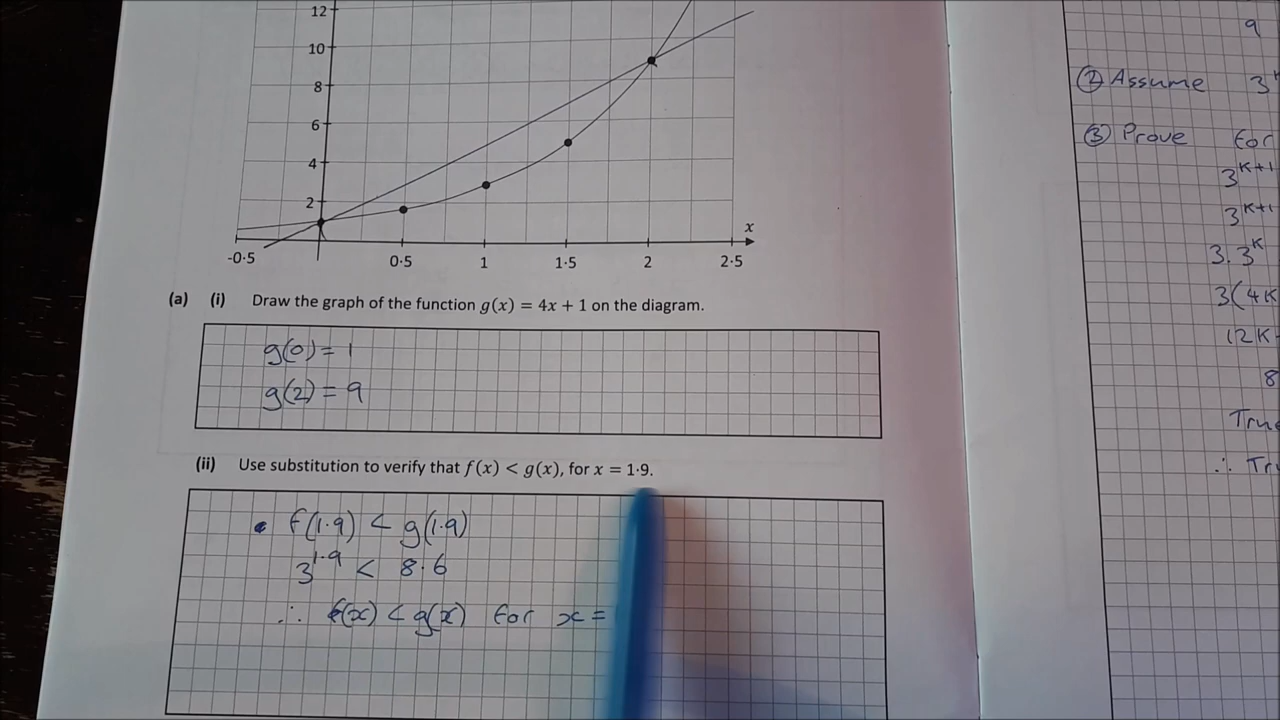 12
10
8
6
4
2
x
-0·5
0·5
1
1·5
2
2·5
(a) (i) Draw the graph of the function g(x) = 4x + 1 on the diagram.
g(0) = 1
g(2) = 9
(ii) Use substitution to verify that f(x) < g(x), for x = 1·9.
f(1·9) < g(1·9)
3^1·9 < 8·6
∴ f(x) < g(x) for x =
9
② Assume 3
③ Prove for
3^K+1
3^K+1
3.3^K
3(4K
12K
8
True
∴ Tr